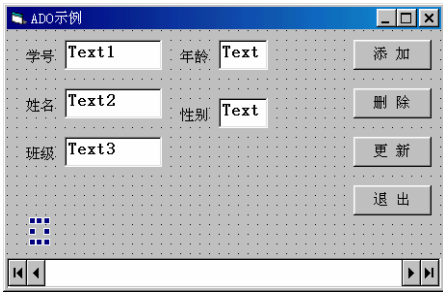 ADO示例
学号 Text1 年龄 Text 添 加
姓名 Text2 性别 Text 删 除
班级 Text3 更 新
退 出